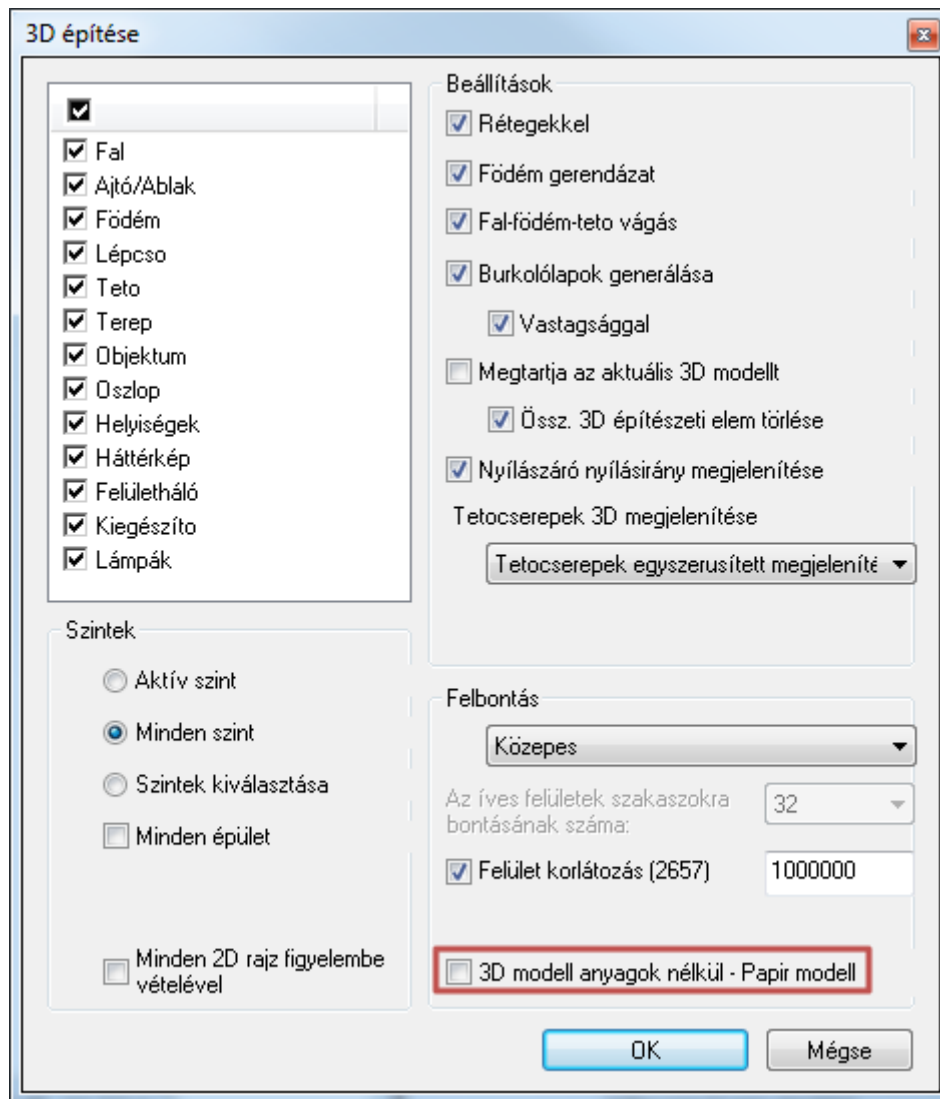 3D építése
Fal
Ajtó/Ablak
Födém
Lépcso
Teto
Terep
Objektum
Oszlop
Helyiségek
Háttérkép
Felületháló
Kiegészíto
Lámpák
Szintek
Aktív szint
Minden szint
Szintek kiválasztása
Minden épület
Minden 2D rajz figyelembe
vételével
Beállítások
Rétegekkel
Födém gerendázat
Fal-födém-teto vágás
Burkolólapok generálása
Vastagsággal
Megtartja az aktuális 3D modellt
Össz. 3D építészeti elem törlése
Nyílászáró nyílásirány megjelenítése
Tetocserepek 3D megjelenítése
Tetocserepek egyszerusített megjeleníté
Felbontás
Közepes
Az íves felületek szakaszokra
bontásának száma:
32
Felület korlátozás (2657)
1000000
3D modell anyagok nélkül - Papir modell
OK
Mégse